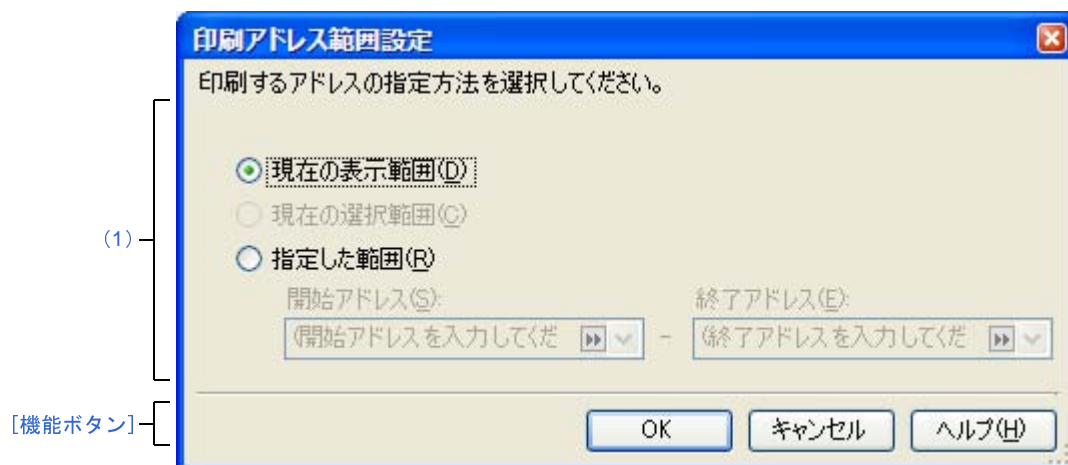 印刷アドレス範囲設定
印刷するアドレスの指定方法を選択してください。
(1)
現在の表示範囲(D)
現在の選択範囲(C)
指定した範囲(R)
開始アドレス(S): 終了アドレス(E):
(開始アドレスを入力してくだ - (終了アドレスを入力してくだ
[機能ボタン]
OK キャンセル ヘルプ(H)